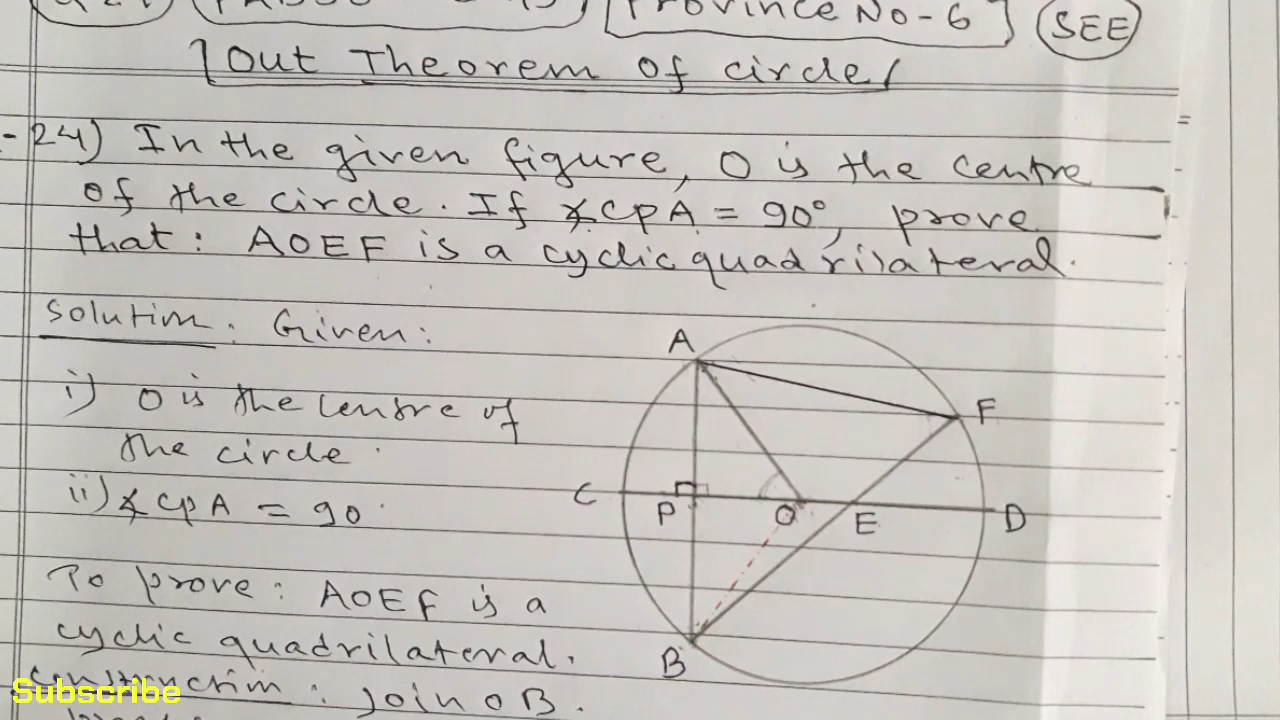 Province No-6 SEE
Out Theorem of circle
24) In the given figure, O is the centre
of the circle. If ∡CPA = 90°, prove
that: AOEF is a cyclic quadrilateral.
Solution. Given:
i) O is the centre of
the circle.
ii) ∡CPA = 90
To prove: AOEF is a
cyclic quadrilateral.
Construction: Join OB.
A
F
C
P
O
E
D
B
Subscribe